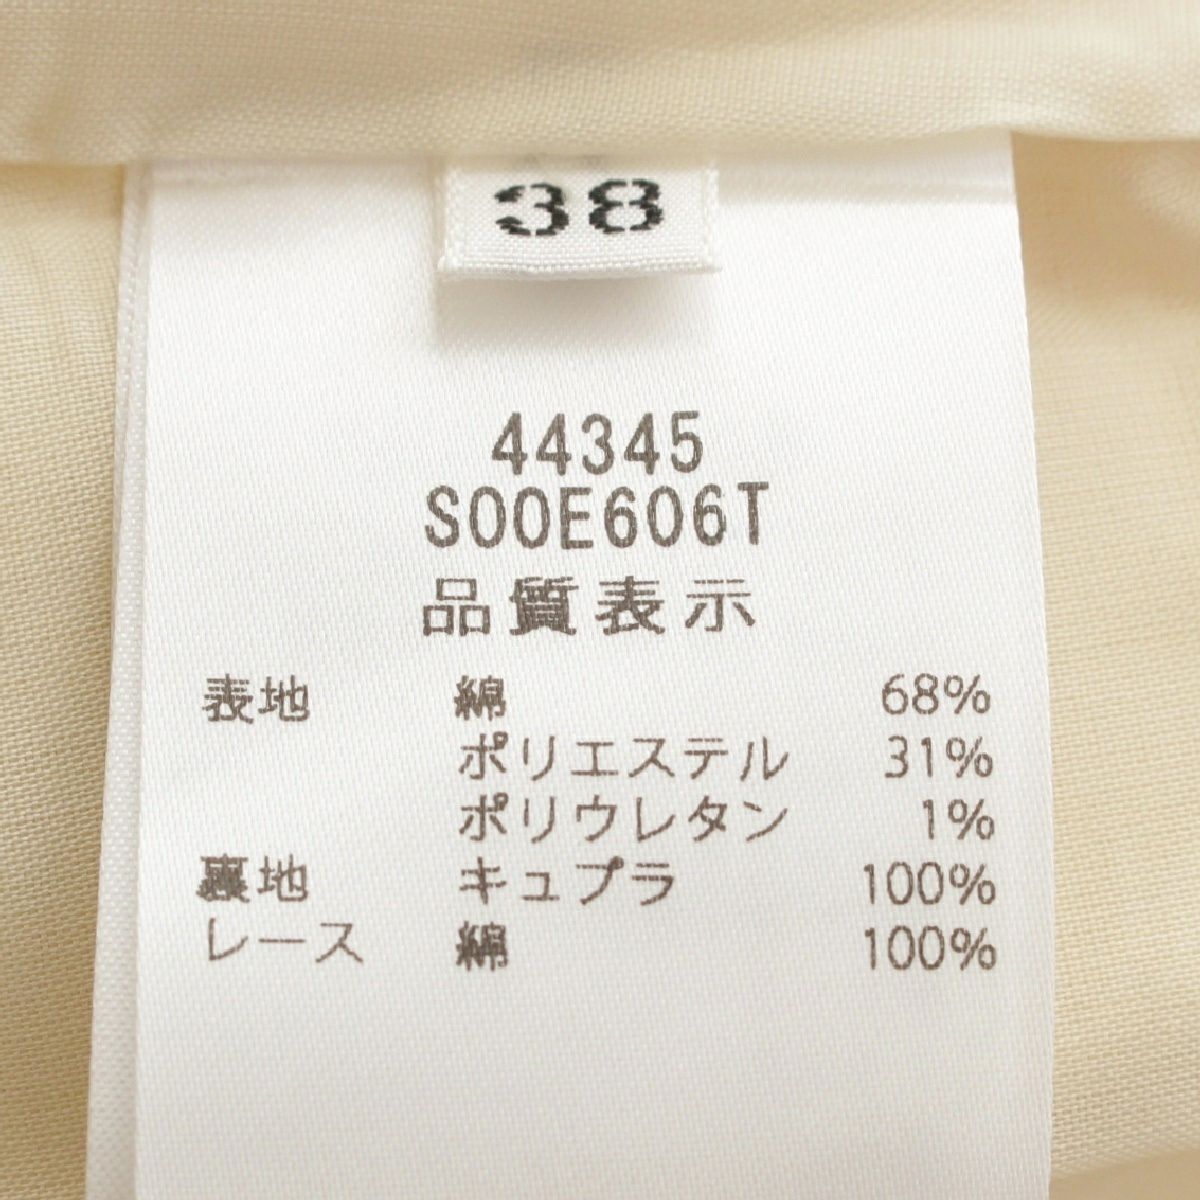 38
44345
S00E606T
品質表示
表地 綿 68%
ポリエステル 31%
ポリウレタン 1%
裏地 キュプラ 100%
レース 綿 100%